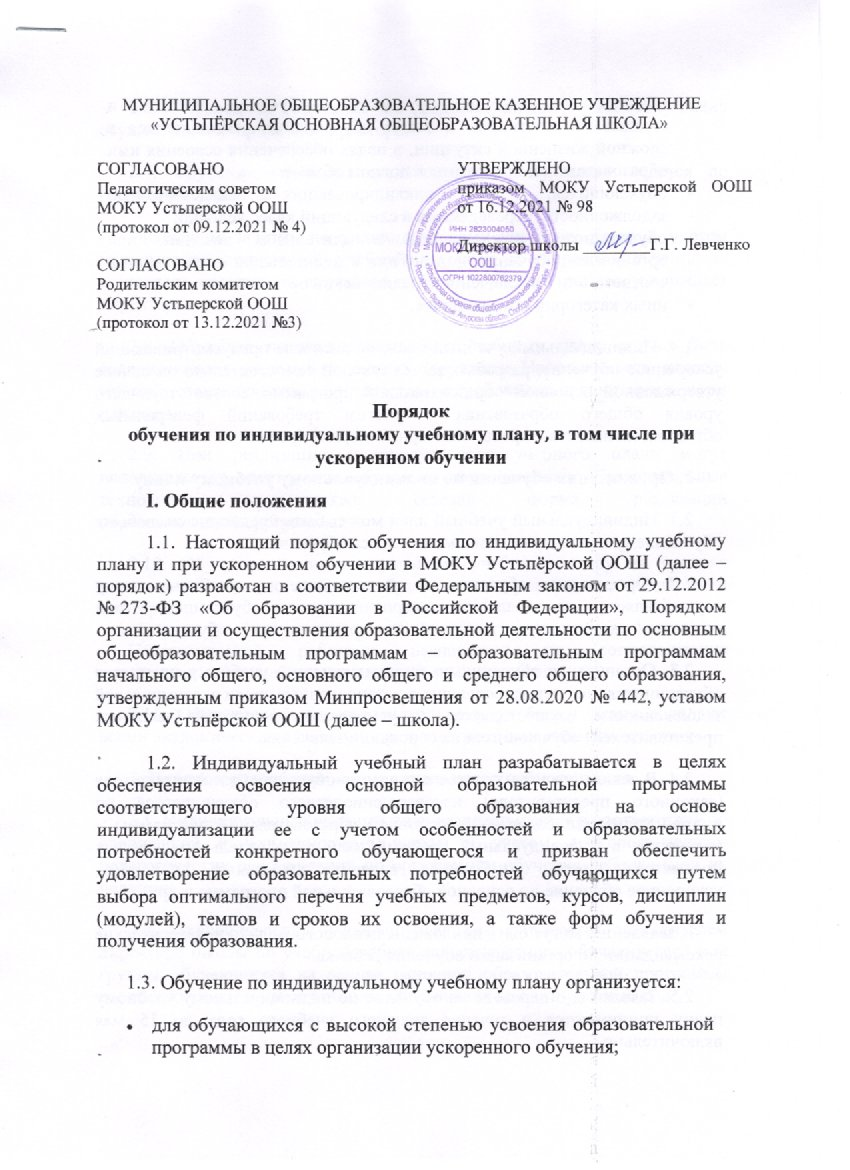 МУНИЦИПАЛЬНОЕ ОБЩЕОБРАЗОВАТЕЛЬНОЕ КАЗЕННОЕ УЧРЕЖДЕНИЕ
«УСТЬПЁРСКАЯ ОСНОВНАЯ ОБЩЕОБРАЗОВАТЕЛЬНАЯ ШКОЛА»
СОГЛАСОВАНО
Педагогическим советом
МОКУ Устьперской ООШ
(протокол от 09.12.2021 № 4)
СОГЛАСОВАНО
Родительским комитетом
МОКУ Устьперской ООШ
(протокол от 13.12.2021 №3)
УТВЕРЖДЕНО
приказом МОКУ Устьперской ООШ
от 16.12.2021 № 98
Директор школы Г.Г. Левченко
ИНН 2823004050
МОКУ Устьперская
ООШ
ОГРН 1022800762379
Порядок
обучения по индивидуальному учебному плану, в том числе при
ускоренном обучении
I. Общие положения
1.1. Настоящий порядок обучения по индивидуальному учебному
плану и при ускоренном обучении в МОКУ Устьпёрской ООШ (далее –
порядок) разработан в соответствии Федеральным законом от 29.12.2012
№ 273-ФЗ «Об образовании в Российской Федерации», Порядком
организации и осуществления образовательной деятельности по основным
общеобразовательным программам – образовательным программам
начального общего, основного общего и среднего общего образования,
утвержденным приказом Минпросвещения от 28.08.2020 № 442, уставом
МОКУ Устьпёрской ООШ (далее – школа).
1.2. Индивидуальный учебный план разрабатывается в целях
обеспечения освоения основной образовательной программы
соответствующего уровня общего образования на основе
индивидуализации ее с учетом особенностей и образовательных
потребностей конкретного обучающегося и призван обеспечить
удовлетворение образовательных потребностей обучающихся путем
выбора оптимального перечня учебных предметов, курсов, дисциплин
(модулей), темпов и сроков их освоения, а также форм обучения и
получения образования.
1.3. Обучение по индивидуальному учебному плану организуется:
• для обучающихся с высокой степенью усвоения образовательной
программы в целях организации ускоренного обучения;